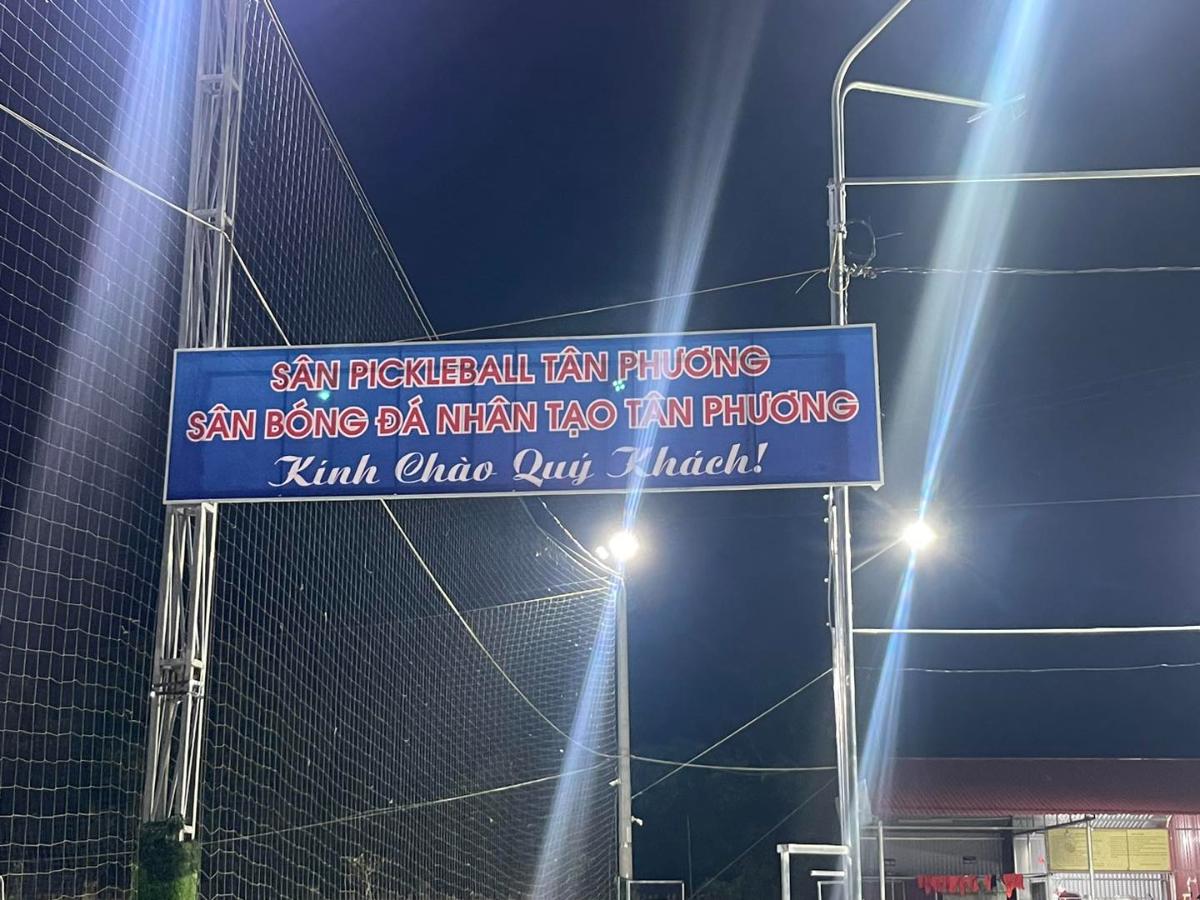 SÂN PICKLEBALL TÂN PHƯƠNG
SÂN BÓNG ĐÁ NHÂN TẠO TÂN PHƯƠNG
Kính Chào Quý Khách!